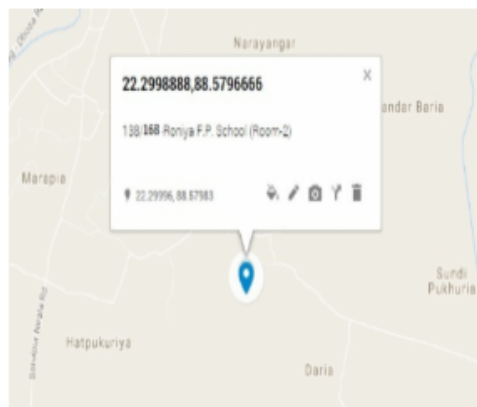 Narayangar
22.2998888,88.5796666
×
138/168-Roniya F.P. School (Room-2)
andar Baria
Marapia
22.29996, 88.57983
Sundi
Pukhuria
Hatpukuriya
Daria